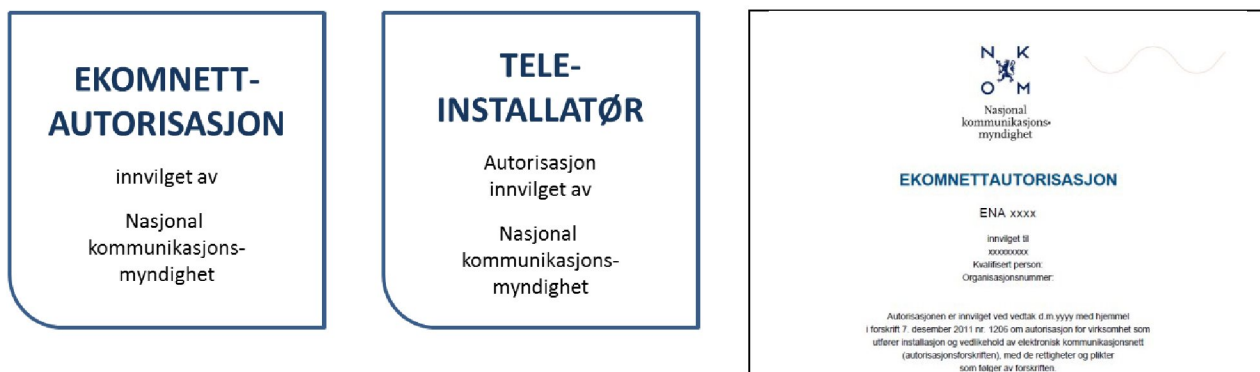 EKOMNETT-
AUTORISASJON
innvilget av
Nasjonal
kommunikasjons-
myndighet
TELE-
INSTALLATØR
Autorisasjon
innvilget av
Nasjonal
kommunikasjons-
myndighet
N K
O M
Nasjonal
kommunikasjons-
myndighet
EKOMNETTAUTORISASJON
ENA xxxx
innvilget til
xxxxxxxxx
Kvalifisert person:
Organisasjonsnummer:
Autorisasjonen er innvilget ved vedtak d.m.yyyy med hjemmel
i forskrift 7. desember 2011 nr. 1206 om autorisasjon for virksomhet som
utfører installasjon og vedlikehold av elektronisk kommunikasjonsnett
(autorisasjonsforskriften), med de rettigheter og plikter
som følger av forskriften.